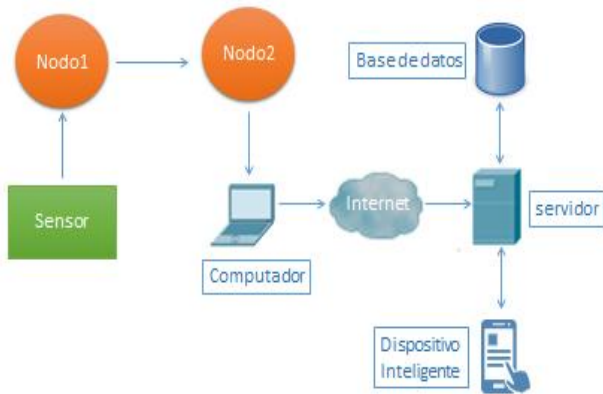 Nodo1
Nodo2
Base de datos
Sensor
Internet
servidor
Computador
Dispositivo
Inteligente